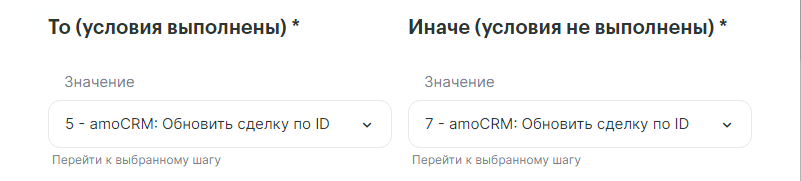 То (условия выполнены) *
Иначе (условия не выполнены) *
Значение
Значение
5 - amoCRM: Обновить сделку по ID
7 - amoCRM: Обновить сделку по ID
Перейти к выбранному шагу
Перейти к выбранному шагу